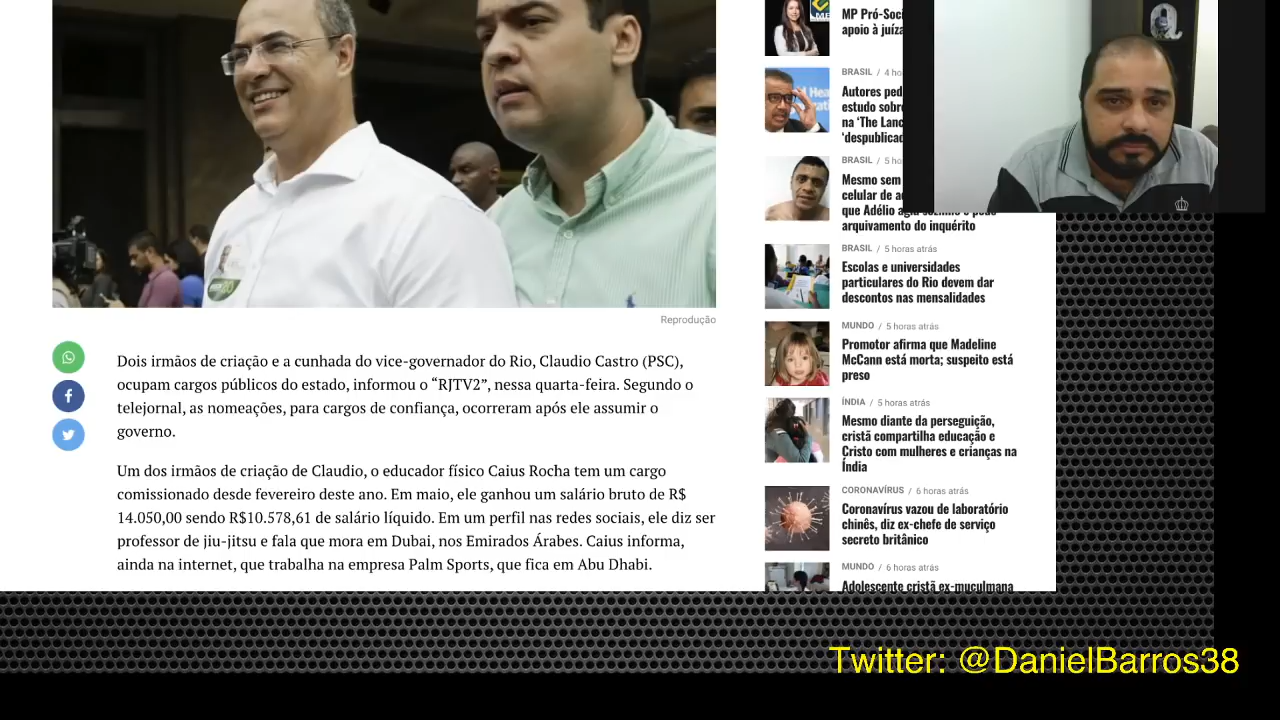 Reprodução
Dois irmãos de criação e a cunhada do vice-governador do Rio, Claudio Castro (PSC),
ocupam cargos públicos do estado, informou o “RJTV2”, nessa quarta-feira. Segundo o
telejornal, as nomeações, para cargos de confiança, ocorreram após ele assumir o
governo.
Um dos irmãos de criação de Claudio, o educador físico Caius Rocha tem um cargo
comissionado desde fevereiro deste ano. Em maio, ele ganhou um salário bruto de R$
14.050,00 sendo R$10.578,61 de salário líquido. Em um perfil nas redes sociais, ele diz ser
professor de jiu-jitsu e fala que mora em Dubai, nos Emirados Árabes. Caius informa,
ainda na internet, que trabalha na empresa Palm Sports, que fica em Abu Dhabi.
MP Pró-Soci
apoio à juíza
BRASIL / 4 ho
Autores ped
estudo sobr
na ‘The Lanc
‘despublicad
BRASIL / 5 ho
Mesmo sem
celular de a
que Adélio
arquivamento do inquérito
BRASIL / 5 horas atrás
Escolas e universidades
particulares do Rio devem dar
descontos nas mensalidades
MUNDO / 5 horas atrás
Promotor afirma que Madeline
McCann está morta; suspeito está
preso
ÍNDIA / 5 horas atrás
Mesmo diante da perseguição,
cristã compartilha educação e
Cristo com mulheres e crianças na
Índia
CORONAVÍRUS / 6 horas atrás
Coronavírus vazou de laboratório
chinês, diz ex-chefe de serviço
secreto britânico
MUNDO / 6 horas atrás
Adolescente cristã ex-muçulmana
Twitter: @DanielBarros38